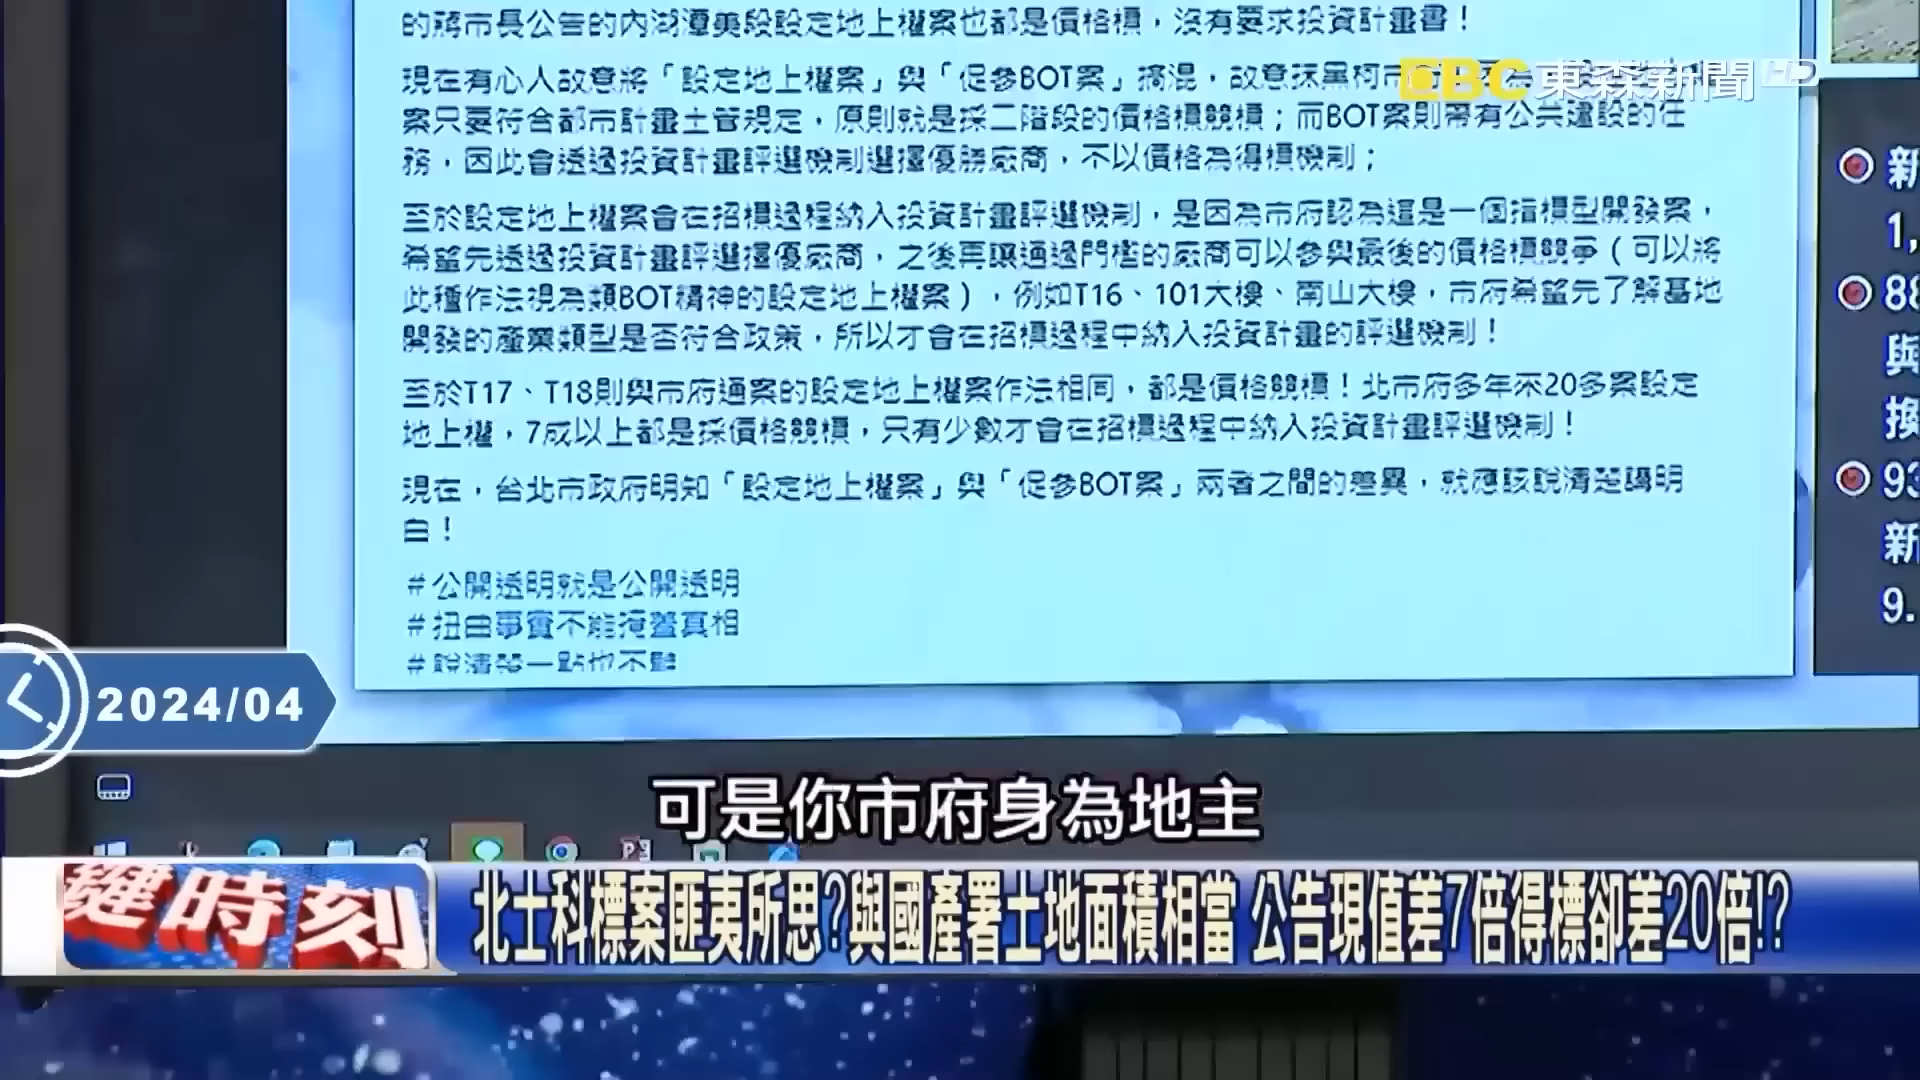 的蔣市長公告的內湖潭美段設定地上權案也都是價格標，沒有要求投資計畫書！
EBC 東森新聞 HD
現在有心人故意將「設定地上權案」與「促參BOT案」搞混，故意抹黑柯市
案只要符合都市計畫土管規定，原則就是採二階段的價格標競標；而BOT案則帶有公共建設的任
務，因此會透過投資計畫評選機制選擇優勝廠商，不以價格為得標機制；
至於設定地上權案會在招標過程納入投資計畫評選機制，是因為市府認為這是一個指標型開發案，
希望先透過投資計畫評選擇優廠商，之後再讓通過門檻的廠商可以參與最後的價格標競爭（可以將
此種作法視為類BOT精神的設定地上權案），例如T16、101大樓、南山大樓，市府希望先了解基地
開發的產業類型是否符合政策，所以才會在招標過程中納入投資計畫的評選機制！
至於T17、T18則與市府通案的設定地上權案作法相同，都是價格競標！北市府多年來20多案設定
地上權，7成以上都是採價格競標，只有少數才會在招標過程中納入投資計畫評選機制！
現在，台北市政府明知「設定地上權案」與「促參BOT案」兩者之間的差異，就應該說清楚講明
白！
#公開透明就是公開透明
#扭曲事實不能掩蓋真相
#說清楚一點也不難
新
1,
88
與
換
93
新
9.
2024/04
可是你市府身為地主
鍵時刻
北士科標案匪夷所思?與國產署土地面積相當 公告現值差7倍得標卻差20倍!?